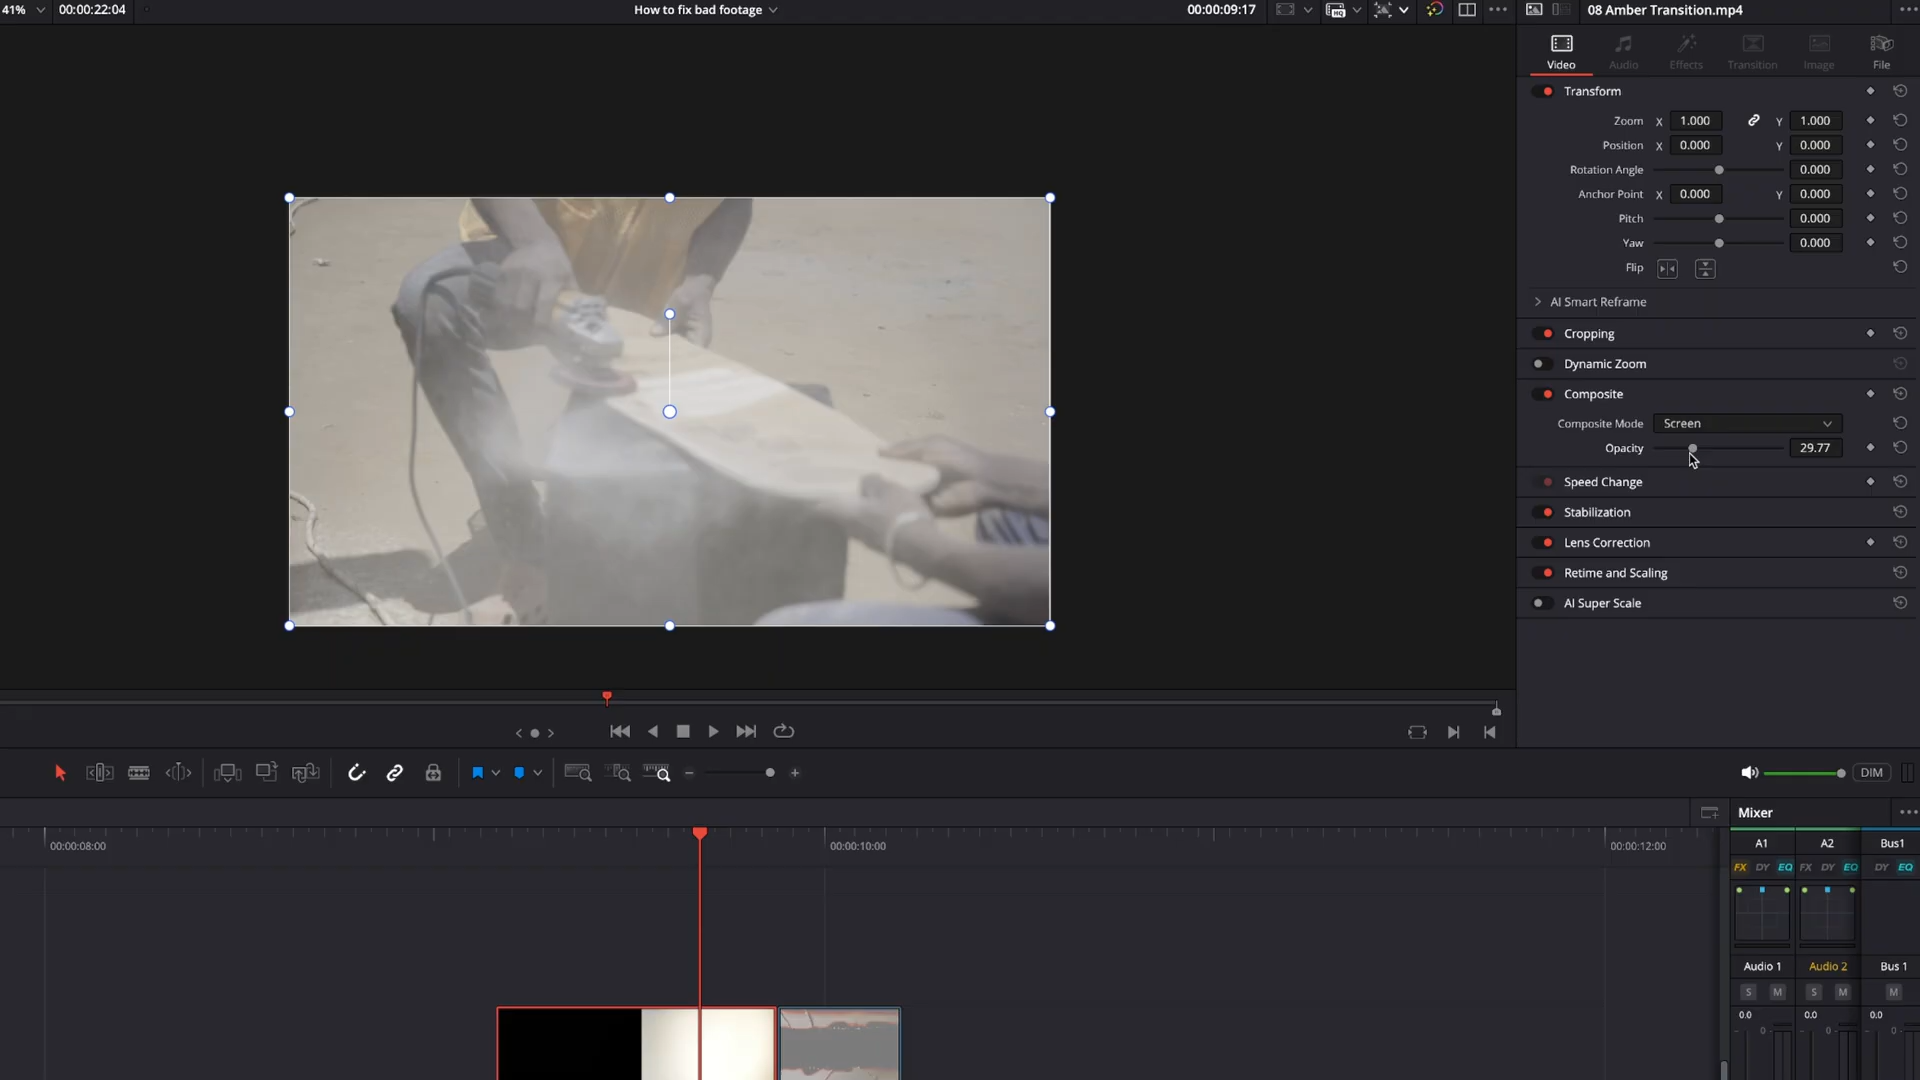 41% 00:00:22:04 How to fix bad footage 00:00:09:17 HQ 08 Amber Transition.mp4
Video Audio Effects Transition Image File
Transform
Zoom X 1.000 Y 1.000
Position X 0.000 Y 0.000
Rotation Angle 0.000
Anchor Point X 0.000 Y 0.000
Pitch 0.000
Yaw 0.000
Flip
AI Smart Reframe
Cropping
Dynamic Zoom
Composite
Composite Mode Screen
Opacity 29.77
Speed Change
Stabilization
Lens Correction
Retime and Scaling
AI Super Scale
DIM
Mixer
00:00:08:00 00:00:10:00 00:00:12:00
A1 A2 Bus1
FX DY EQ FX DY EQ DY EQ
Audio 1 Audio 2 Bus 1
S M S M M
0.0 0.0 0.0
0 0 0